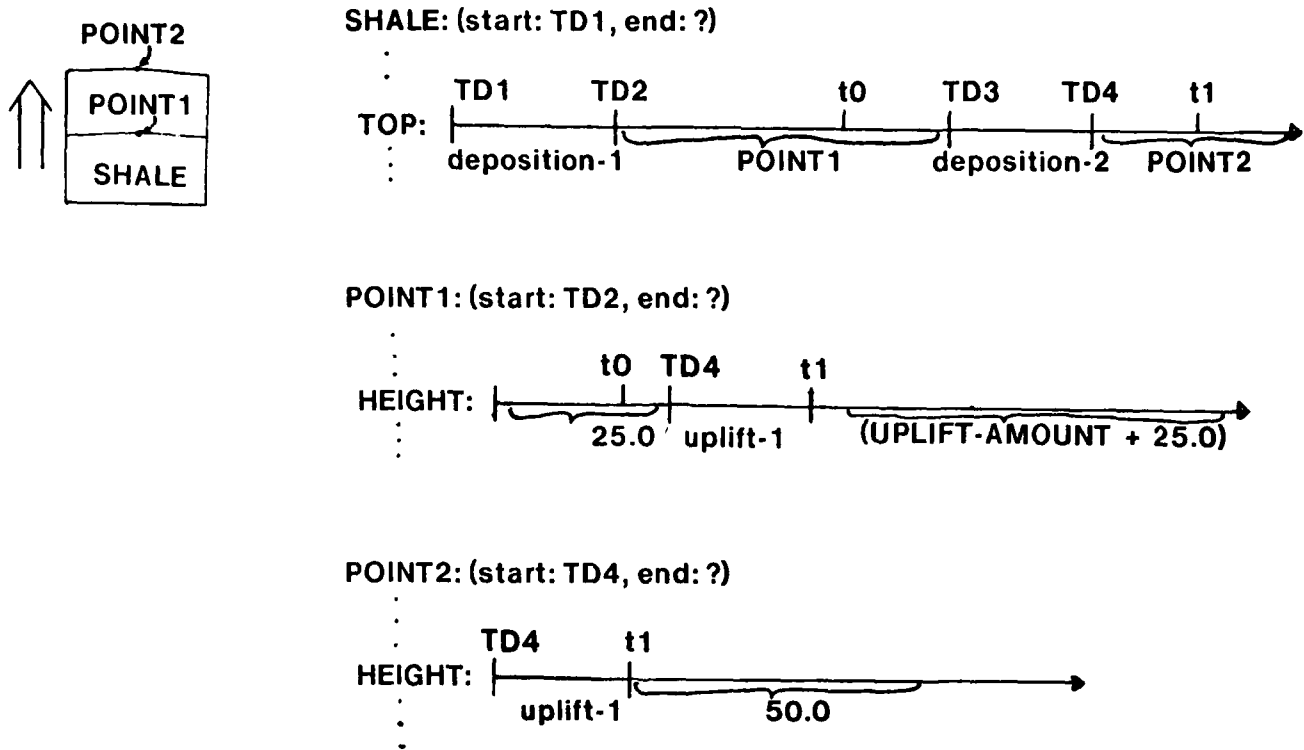 POINT2
POINT1
SHALE
SHALE: (start: TD1, end: ?)
TD1 TD2 t0 TD3 TD4 t1
TOP:
deposition-1 POINT1 deposition-2 POINT2
POINT1: (start: TD2, end: ?)
t0 TD4 t1
HEIGHT:
25.0 uplift-1 (UPLIFT-AMOUNT + 25.0)
POINT2: (start: TD4, end: ?)
TD4 t1
HEIGHT:
uplift-1 50.0